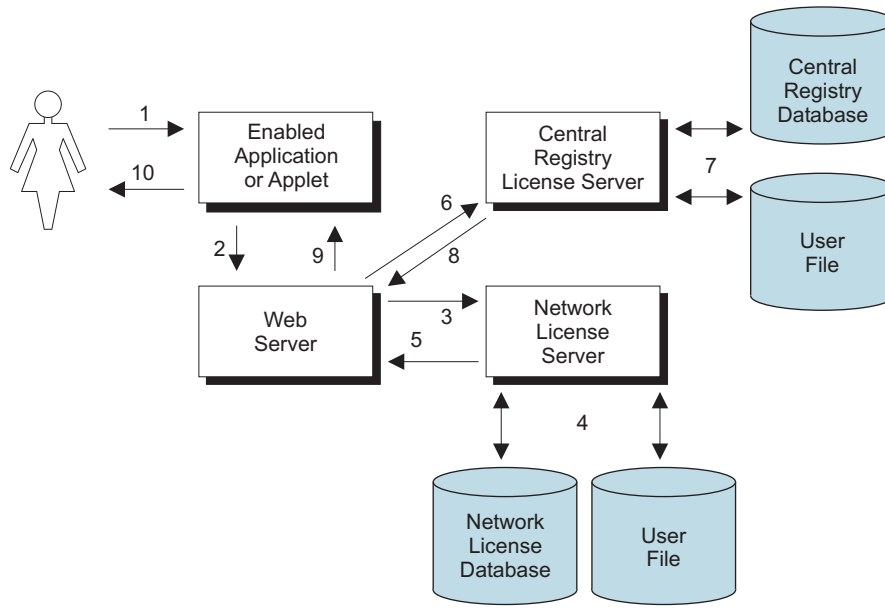 Central
Registry
Database
1
Enabled
Application
or Applet
Central
Registry
License Server
10
7
6
User
File
2
9
8
Web
Server
3
Network
License
Server
5
4
Network
License
Database
User
File